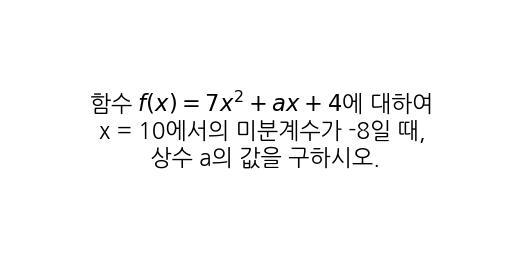 함수 f(x) = 7x² + ax + 4에 대하여
x = 10에서의 미분계수가 -8일 때,
상수 a의 값을 구하시오.